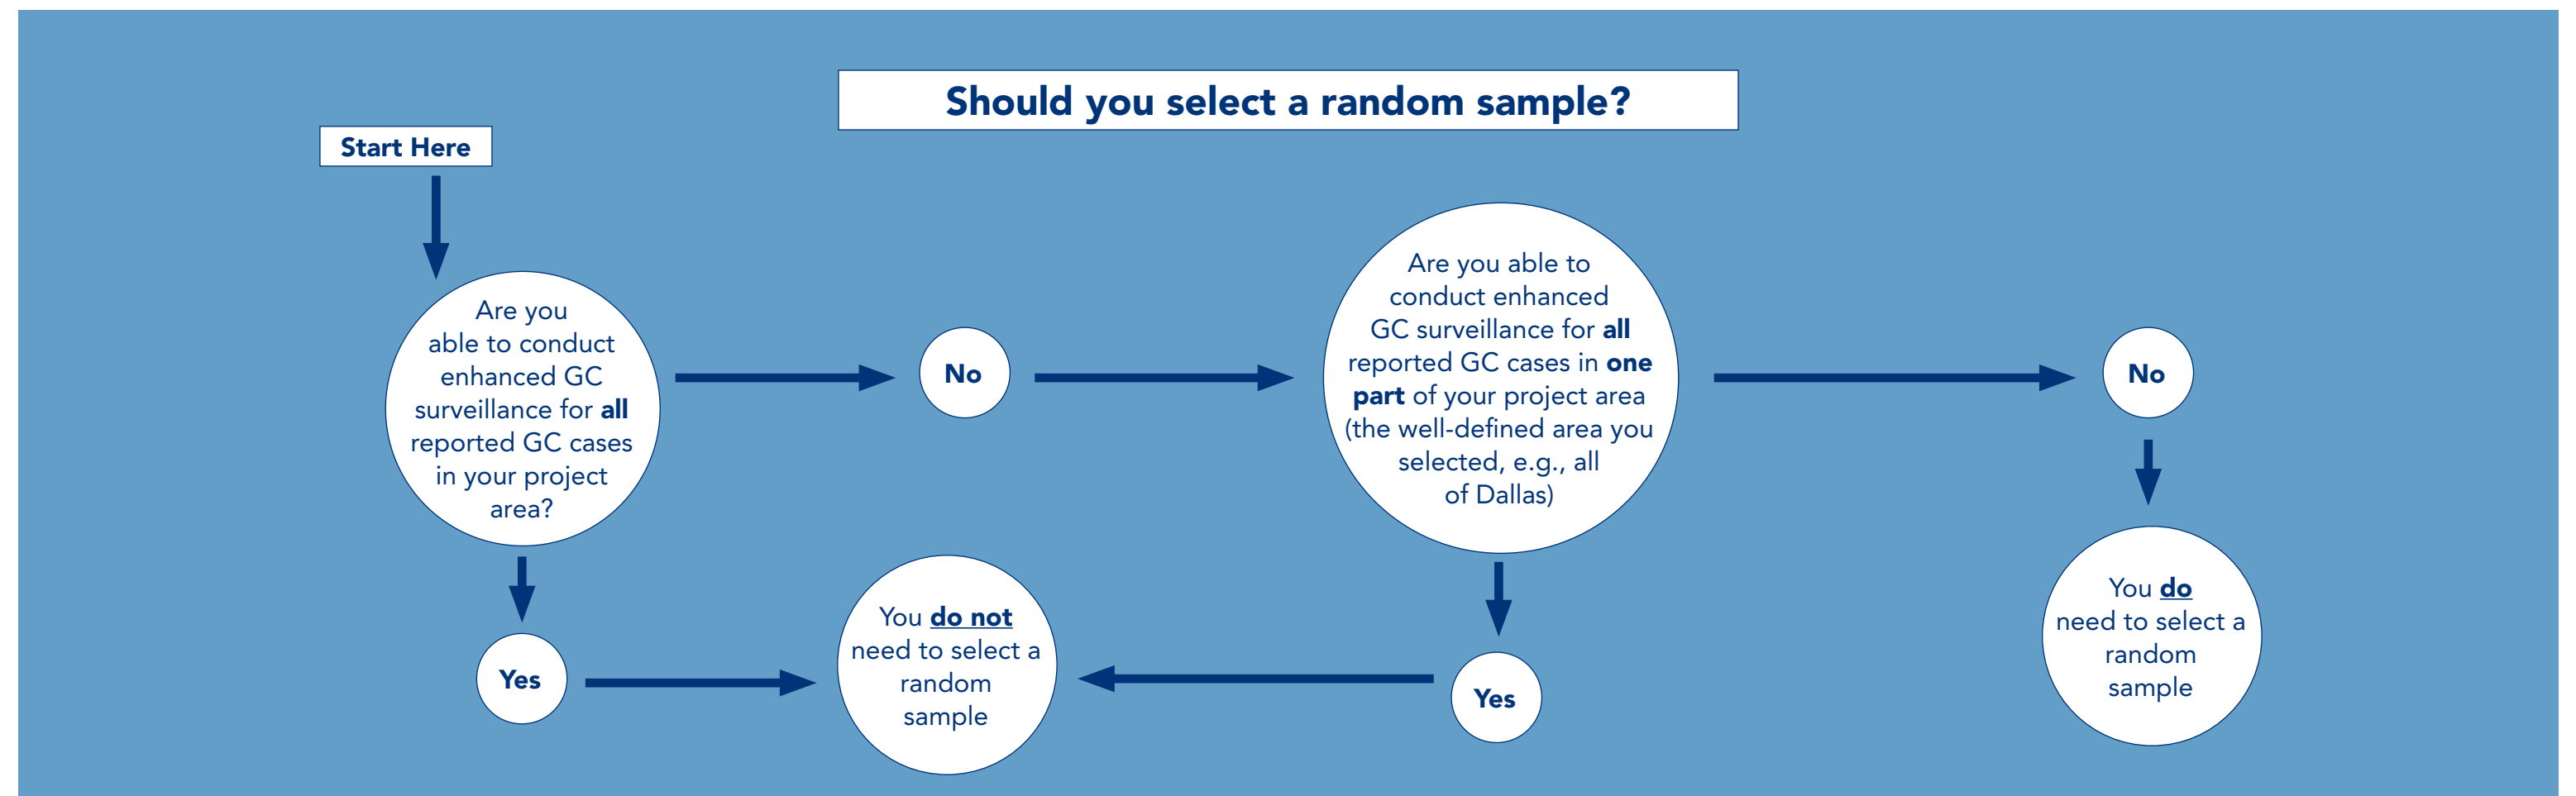 Should you select a random sample?
Start Here
Are you
able to conduct
enhanced GC
surveillance for all
reported GC cases
in your project
area?
No
Are you able to
conduct enhanced
GC surveillance for all
reported GC cases in one
part of your project area
(the well-defined area you
selected, e.g., all
of Dallas)
No
Yes
You do not
need to select a
random
sample
Yes
You do
need to select a
random
sample